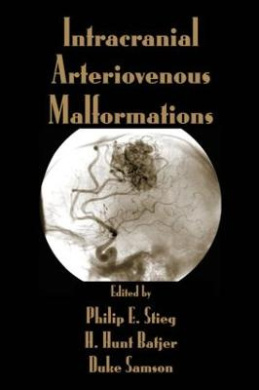 Intracranial
Arteriovenous
Malformations
Edited by
Philip E. Stieg
H. Hunt Batjer
Duke Samson